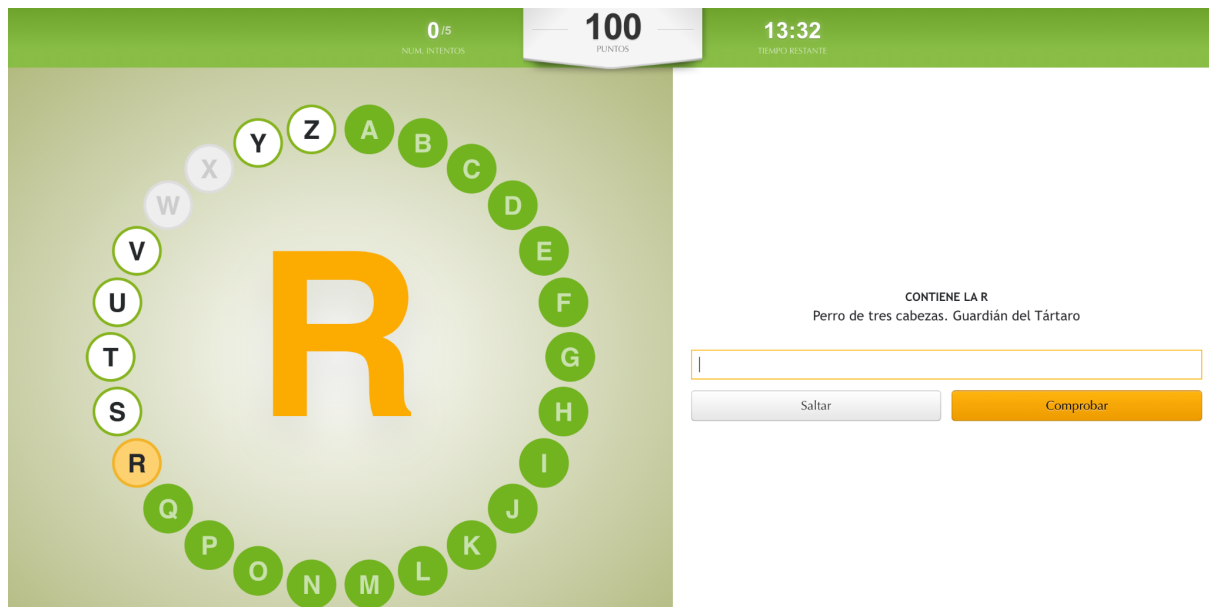 0/5
NUM. INTENTOS
100
PUNTOS
13:32
TIEMPO RESTANTE
A
B
C
D
E
F
G
H
I
J
K
L
M
N
O
P
Q
R
S
T
U
V
W
X
Y
Z
R
CONTIENE LA R
Perro de tres cabezas. Guardián del Tártaro
Saltar
Comprobar